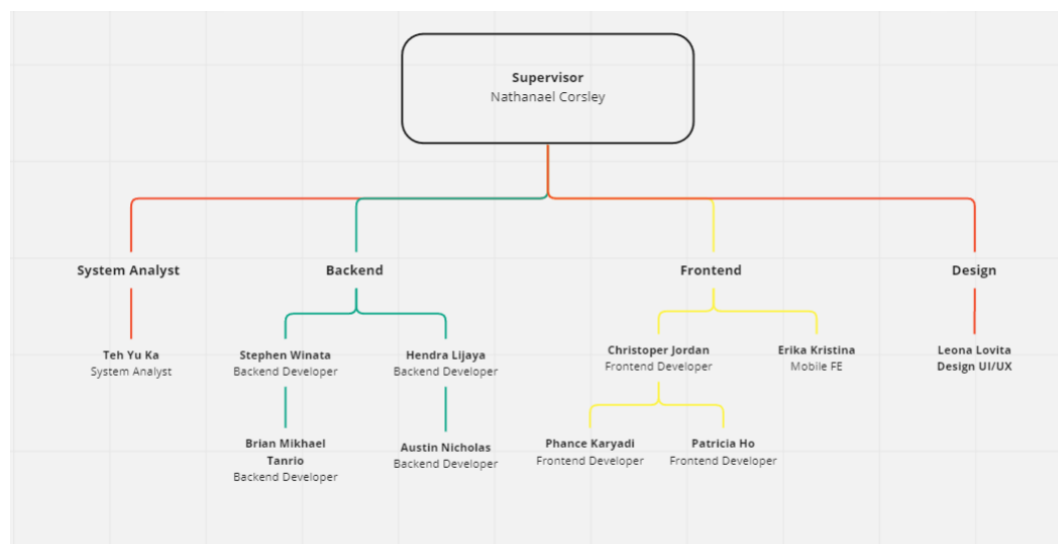 Supervisor
Nathanael Corsley
System Analyst
Backend
Frontend
Design
Teh Yu Ka
System Analyst
Stephen Winata
Backend Developer
Hendra Lijaya
Backend Developer
Christoper Jordan
Frontend Developer
Erika Kristina
Mobile FE
Leona Lovita
Design UI/UX
Brian Mikhael
Tanrio
Backend Developer
Austin Nicholas
Backend Developer
Phance Karyadi
Frontend Developer
Patricia Ho
Frontend Developer